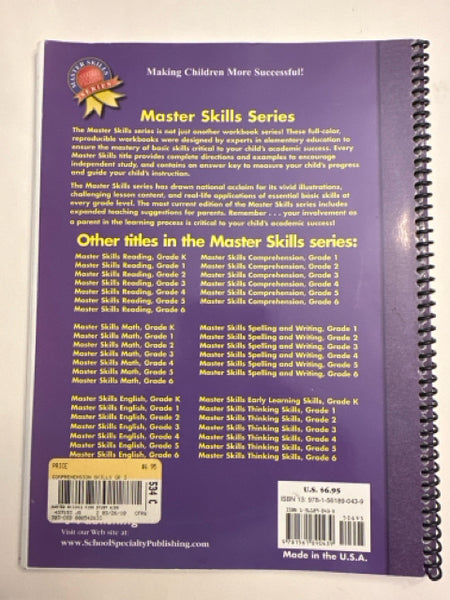 MASTER SKILLS
SERIES
Making Children More Successful!
Master Skills Series
The Master Skills series is not just another workbook series! These full-color,
reproducible workbooks were designed by experts in elementary education to
ensure the mastery of basic skills critical to your child's academic success. Every
Master Skills title provides complete directions and examples to encourage
independent study, and contains an answer key to measure your child's progress
and guide your child's instruction.
The Master Skills series has drawn national acclaim for its vivid illustrations,
challenging lesson content, and real-life applications of essential basic skills at
every grade level. The most current edition of the Master Skills series includes
expanded teaching suggestions for parents. Remember . . . your involvement as
a parent in the learning process is critical to your child's academic success!
Other titles in the Master Skills series:
Master Skills Reading, Grade K
Master Skills Reading, Grade 1
Master Skills Reading, Grade 2
Master Skills Reading, Grade 3
Master Skills Reading, Grade 4
Master Skills Reading, Grade 5
Master Skills Reading, Grade 6
Master Skills Comprehension, Grade 1
Master Skills Comprehension, Grade 2
Master Skills Comprehension, Grade 3
Master Skills Comprehension, Grade 4
Master Skills Comprehension, Grade 5
Master Skills Comprehension, Grade 6
Master Skills Math, Grade K
Master Skills Math, Grade 1
Master Skills Math, Grade 2
Master Skills Math, Grade 3
Master Skills Math, Grade 4
Master Skills Math, Grade 5
Master Skills Math, Grade 6
Master Skills Spelling and Writing, Grade 1
Master Skills Spelling and Writing, Grade 2
Master Skills Spelling and Writing, Grade 3
Master Skills Spelling and Writing, Grade 4
Master Skills Spelling and Writing, Grade 5
Master Skills Spelling and Writing, Grade 6
Master Skills English, Grade K
Master Skills English, Grade 1
Master Skills English, Grade 2
Master Skills English, Grade 3
Master Skills English, Grade 4
Master Skills English, Grade 5
Master Skills English, Grade 6
Master Skills Early Learning Skills, Grade K
Master Skills Thinking Skills, Grade 1
Master Skills Thinking Skills, Grade 2
Master Skills Thinking Skills, Grade 3
Master Skills Thinking Skills, Grade 4
Master Skills Thinking Skills, Grade 5
Master Skills Thinking Skills, Grade 6
PRICE $6.95
COMPREHENSION SKILLS GR
534 C
Visit our Web site at:
www.SchoolSpecialtyPublishing.com
U.S. $6.95
ISBN 13: 978-1-56189-043-9
ISBN 1-56189-043-9
50695
9 781561 890439
Made in the U.S.A.